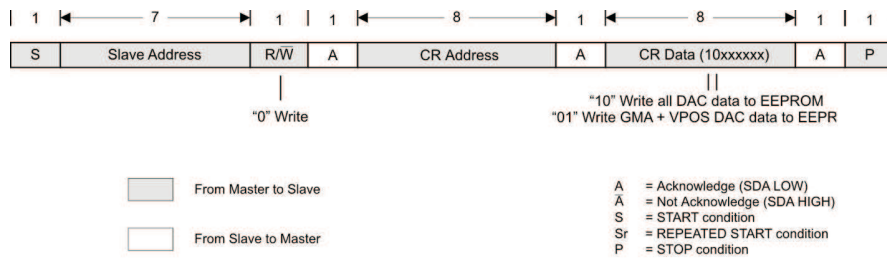 1 7 1 1 8 1 8 1 1
S Slave Address R/W̅ A CR Address A CR Data (10xxxxxx) A P
"0" Write
"10" Write all DAC data to EEPROM
"01" Write GMA + VPOS DAC data to EEPR
From Master to Slave
From Slave to Master
A = Acknowledge (SDA LOW)
A̅ = Not Acknowledge (SDA HIGH)
S = START condition
Sr = REPEATED START condition
P = STOP condition